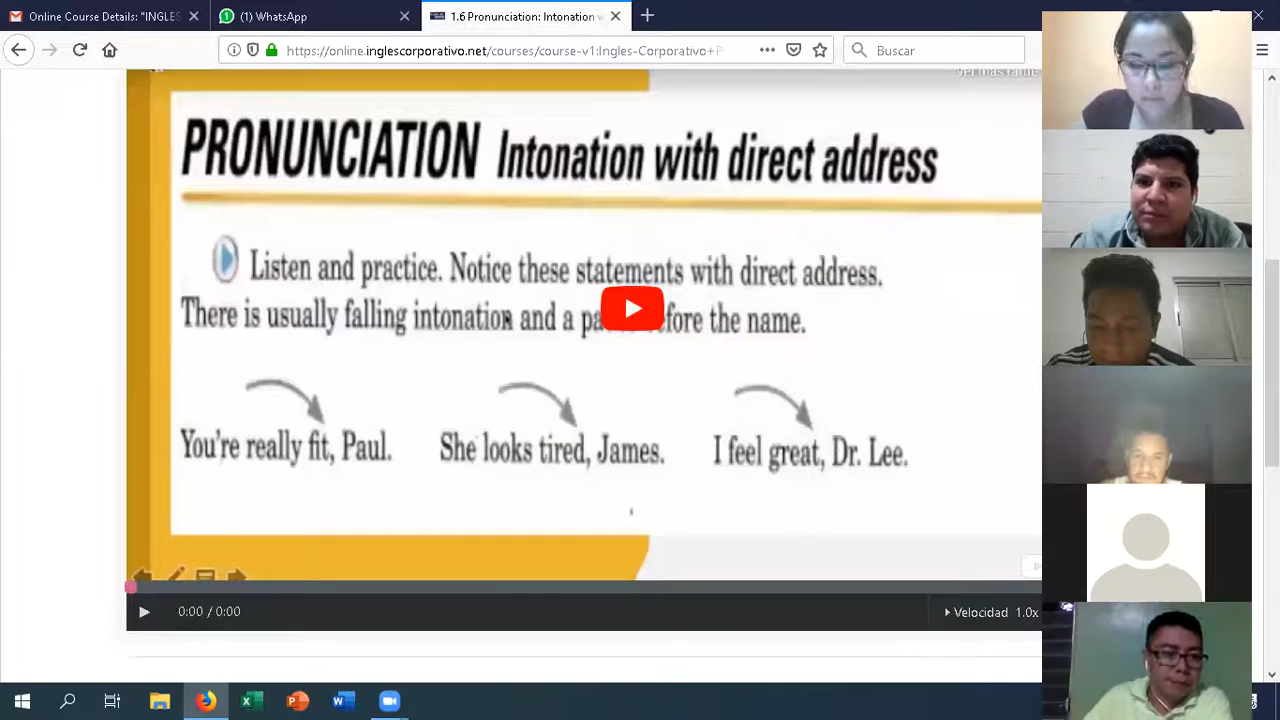 Online Course Details: "INGLES
(1) WhatsApp
1.6 Pronunciation: Intonation w
https://online.inglescorporativo.net/courses/course-v1:Ingles-Corporativo+P
Buscar
PRONUNCIATION Intonation with direct address
Listen and practice. Notice these statements with direct address.
There is usually falling intonation and a before the name.
You're really fit, Paul. She looks tired, James. I feel great, Dr. Lee.
0:00 / 0:00
Velocidad 1.0x